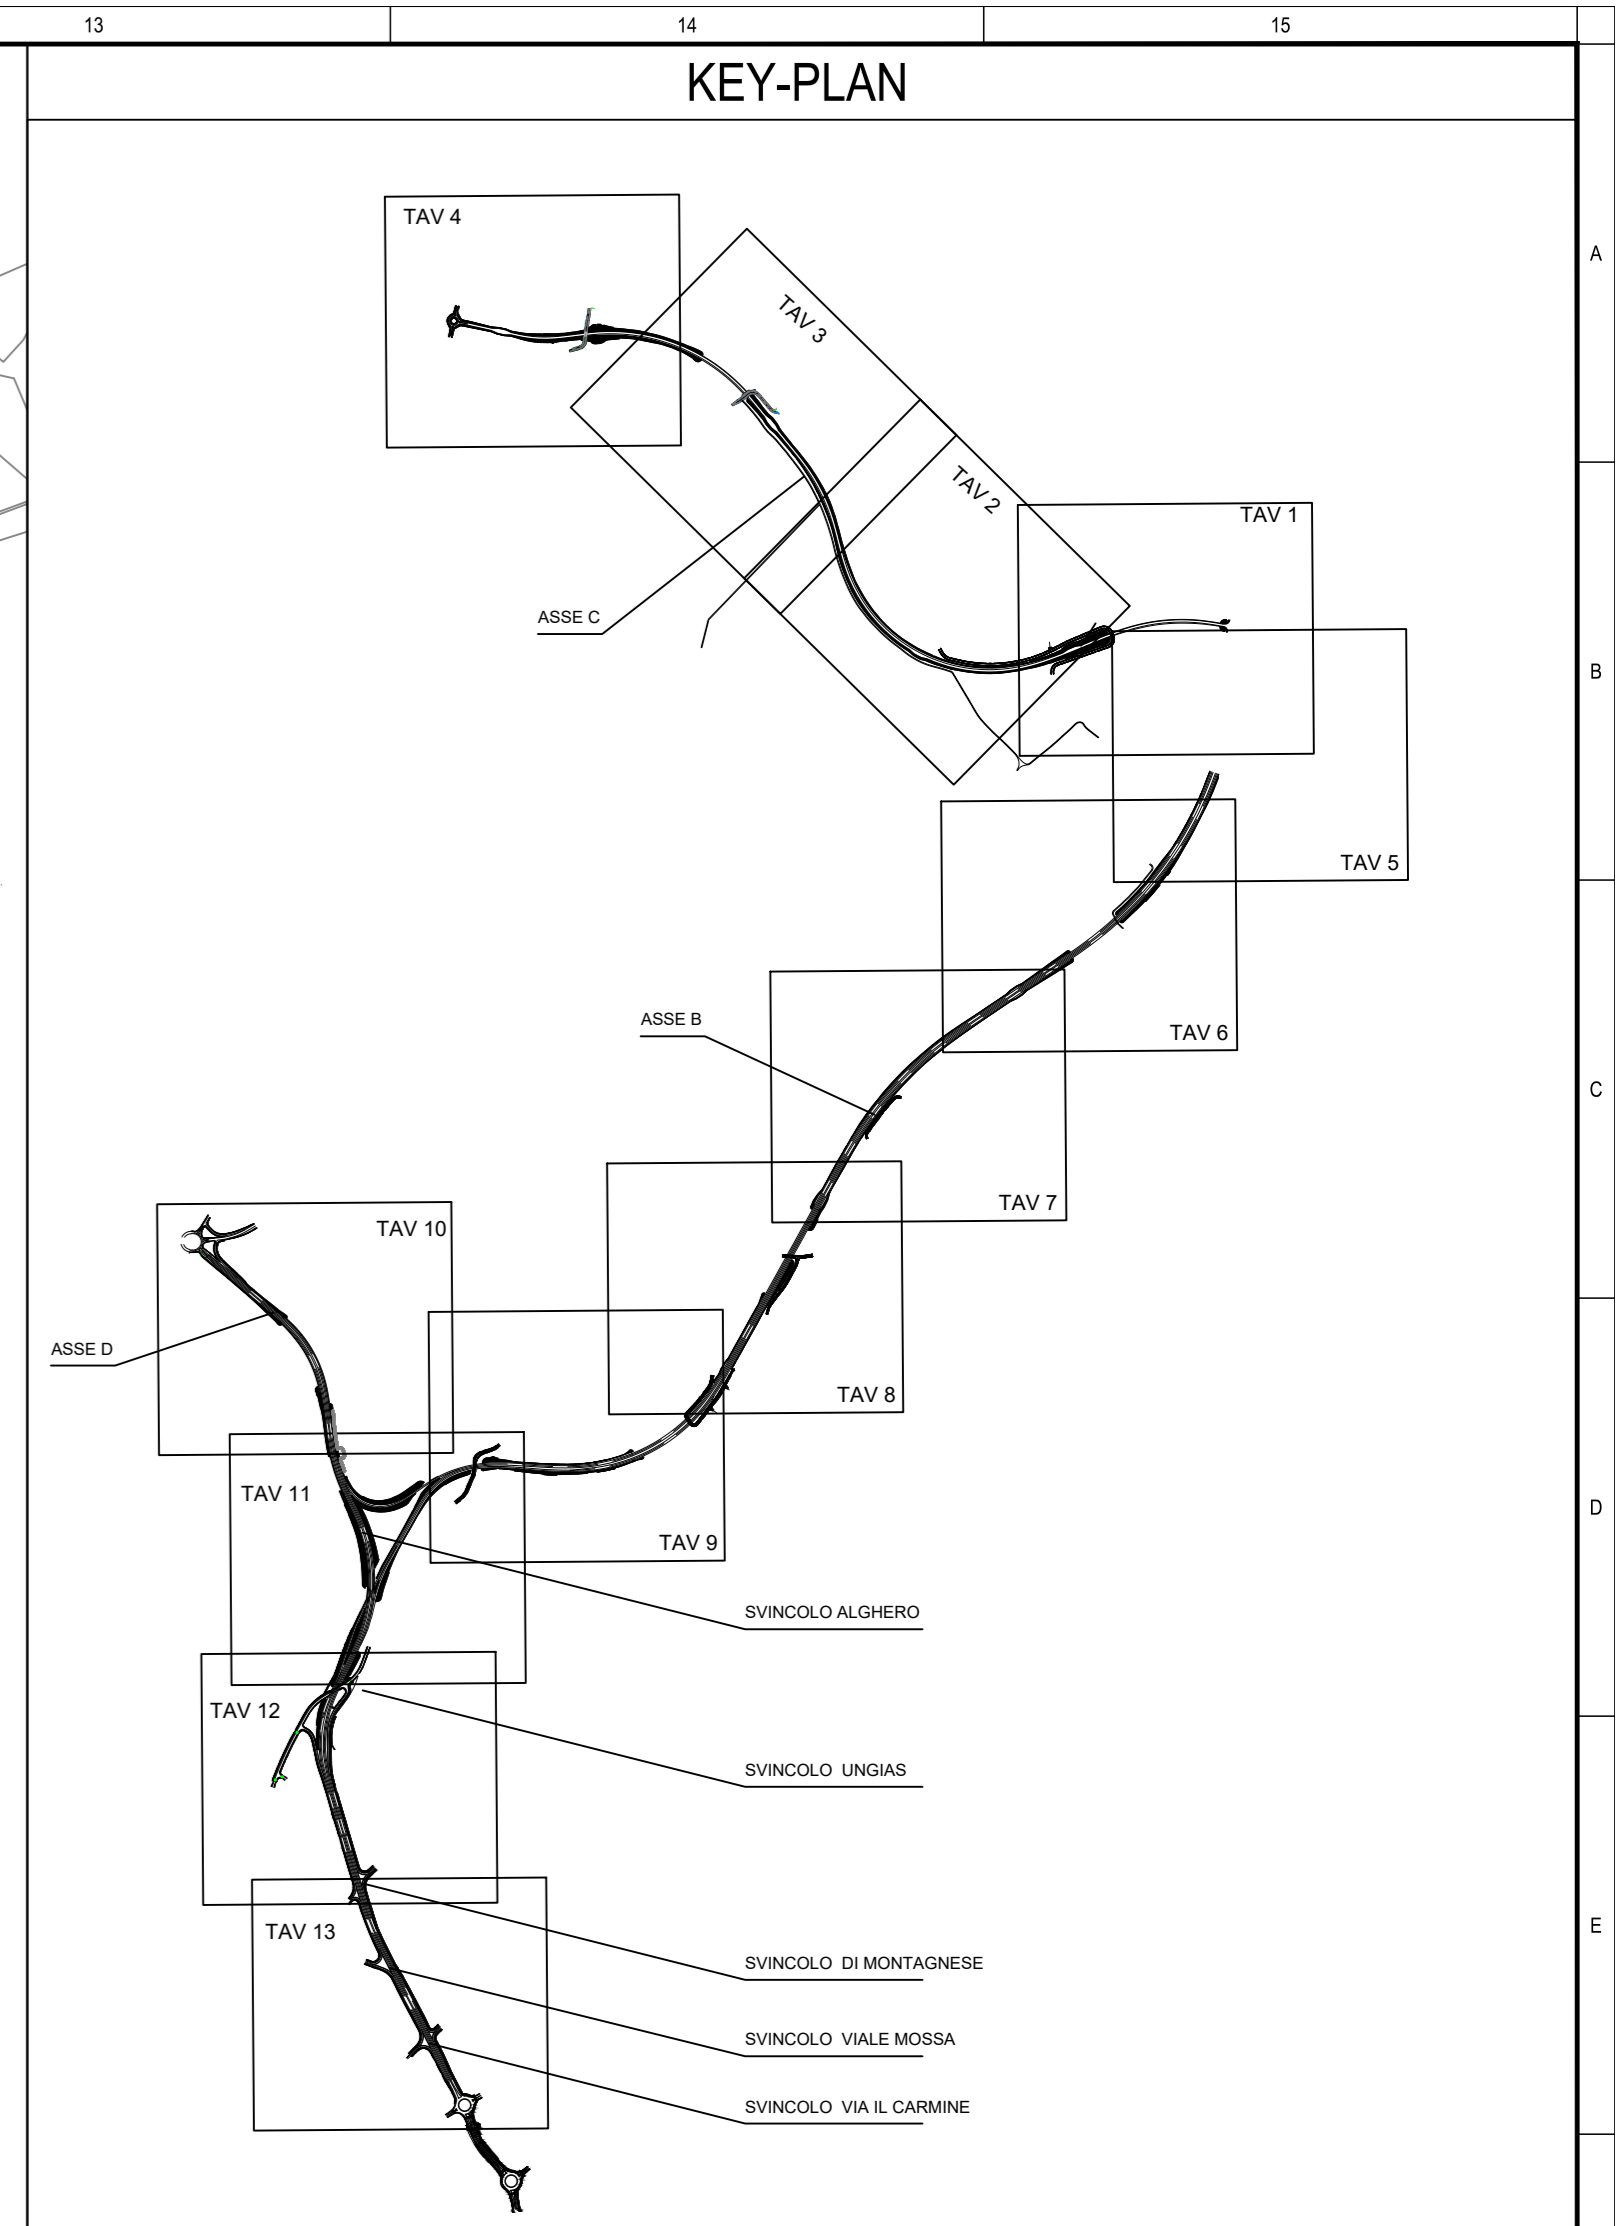 13
14
15
KEY-PLAN
A
TAV 4
TAV 3
TAV 2
TAV 1
ASSE C
B
TAV 5
ASSE B
TAV 6
C
TAV 7
TAV 10
ASSE D
TAV 8
TAV 11
D
TAV 9
SVINCOLO ALGHERO
TAV 12
SVINCOLO UNGIAS
E
TAV 13
SVINCOLO DI MONTAGNESE
SVINCOLO VIALE MOSSA
SVINCOLO VIA IL CARMINE